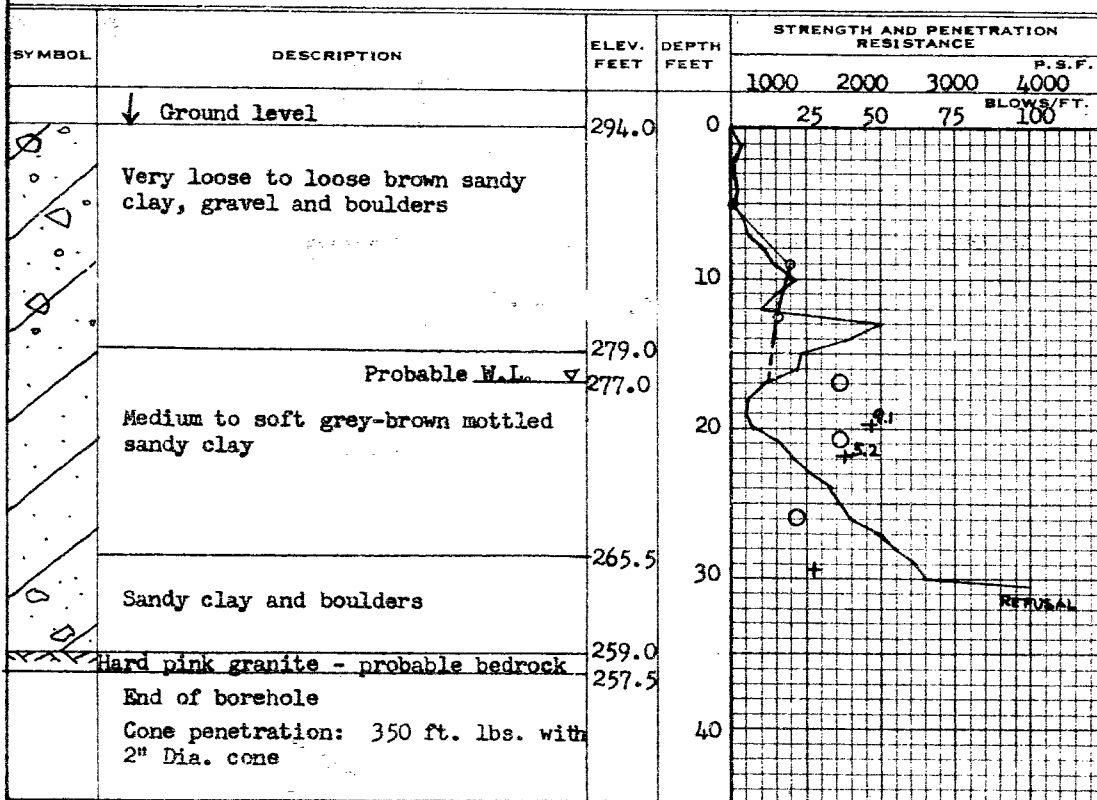 SYMBOL
DESCRIPTION
ELEV.
FEET
DEPTH
FEET
STRENGTH AND PENETRATION
RESISTANCE
P.S.F.
1000 2000 3000 4000
BLOWS/FT.
25 50 75 100
Ground level
294.0
0
Very loose to loose brown sandy
clay, gravel and boulders
10
279.0
Probable W.L.
277.0
Medium to soft grey-brown mottled
sandy clay
9.1
20
5.2
265.5
30
Sandy clay and boulders
REFUSAL
259.0
Hard pink granite - probable bedrock
257.5
End of borehole
Cone penetration: 350 ft. lbs. with
2" Dia. cone
40